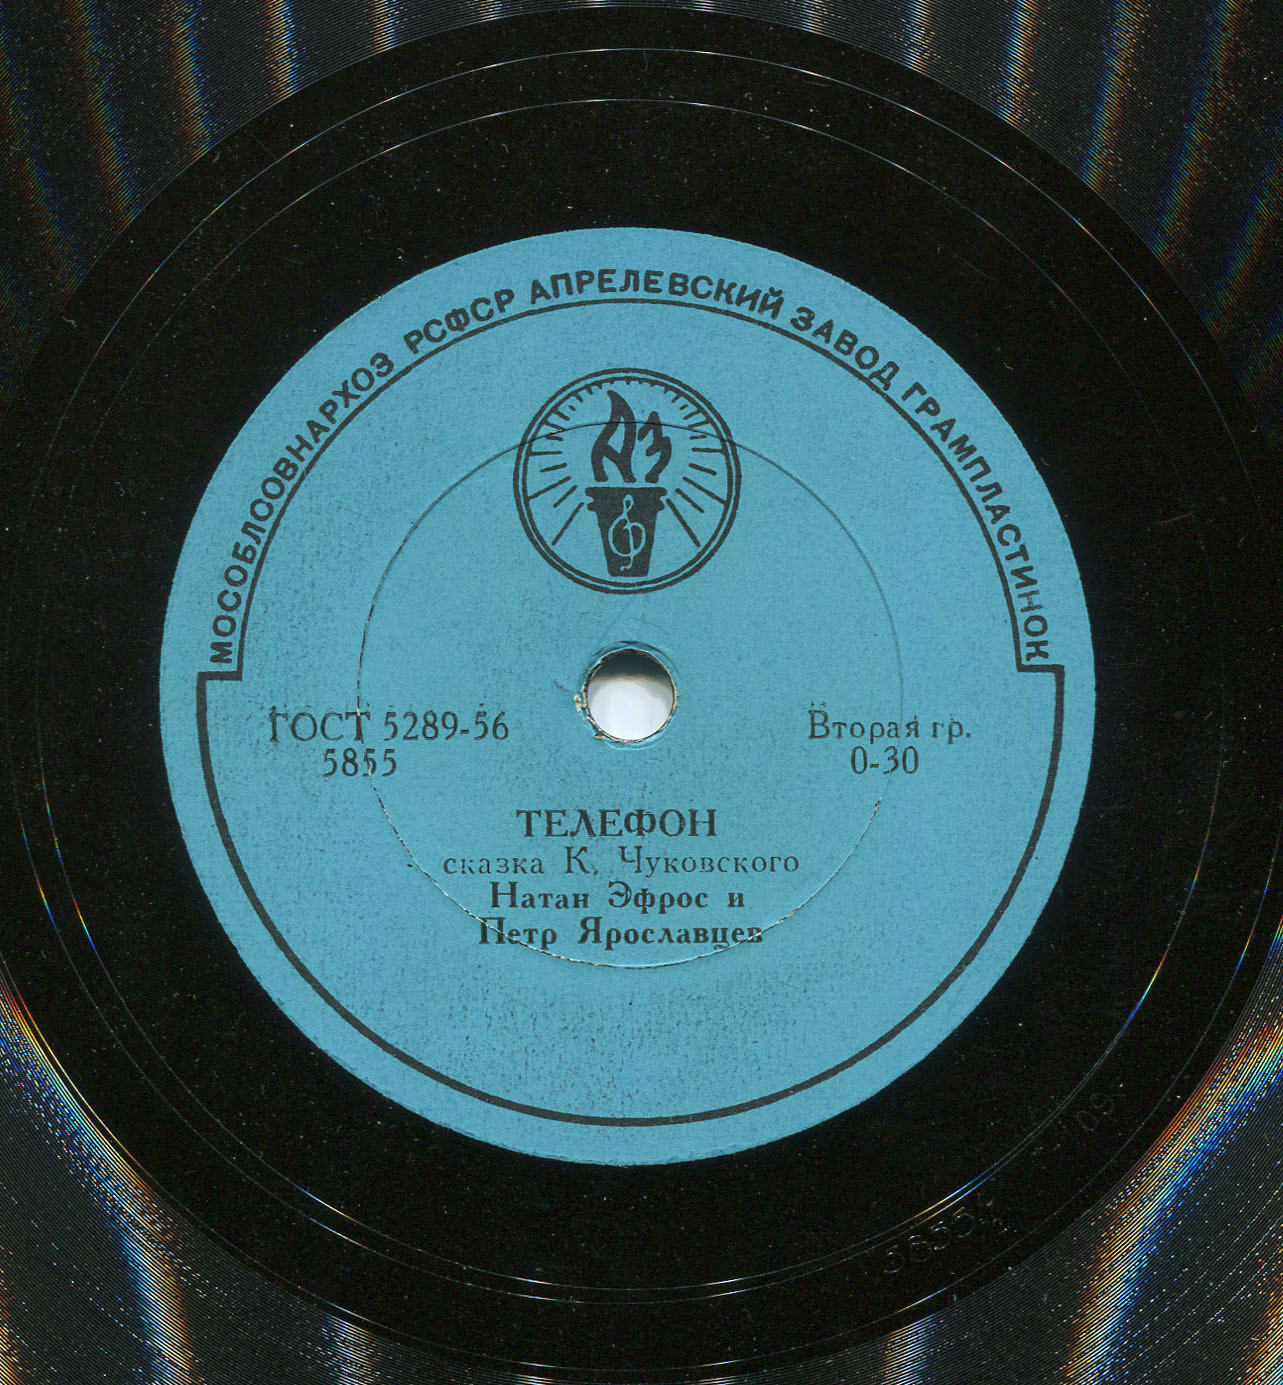 МОСОБЛСОВНАРХОЗ РСФСР АПРЕЛЕВСКИЙ ЗАВОД ГРАМПЛАСТИНОК
АЗ
ГОСТ 5289-56
5855
Вторая гр.
0-30
ТЕЛЕФОН
сказка К. Чуковского
Натан Эфрос и
Петр Ярославцев